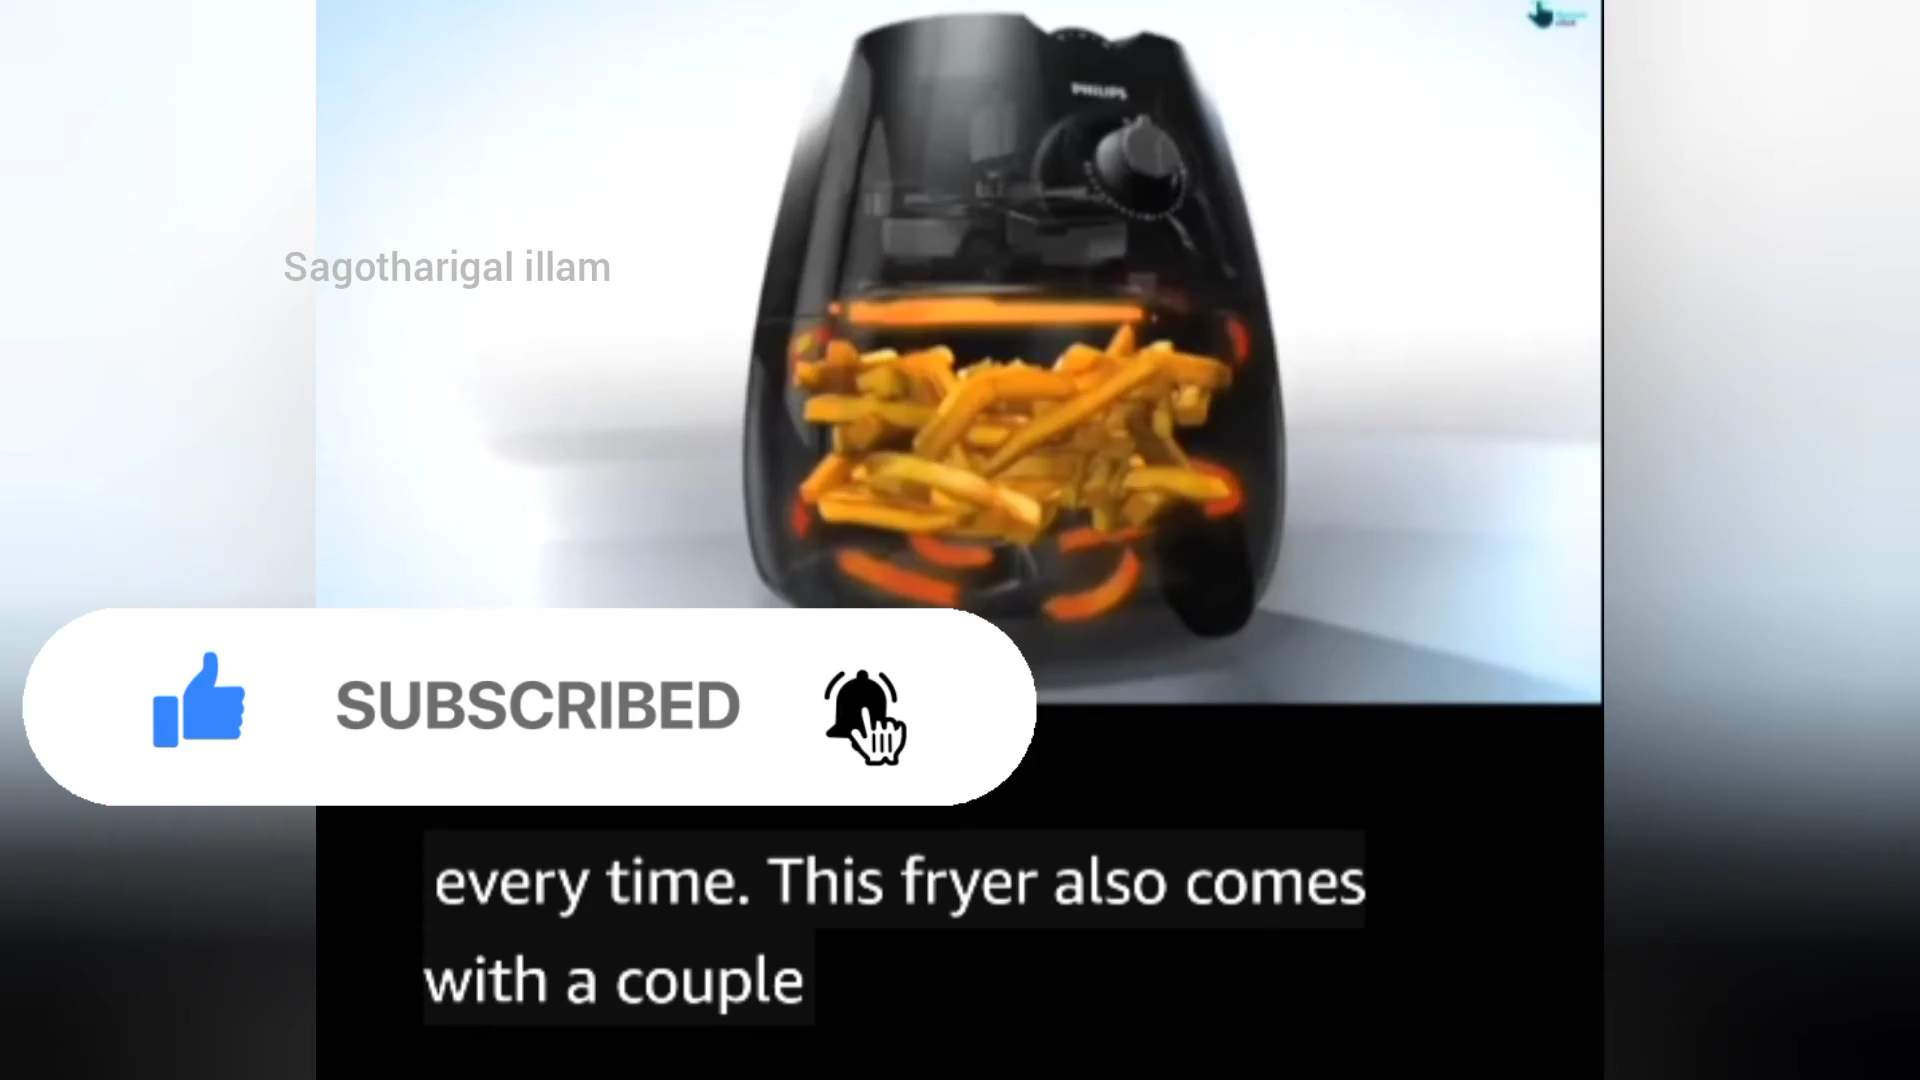 PHILIPS
Sagotharigal illam
SUBSCRIBED
every time. This fryer also comes
with a couple